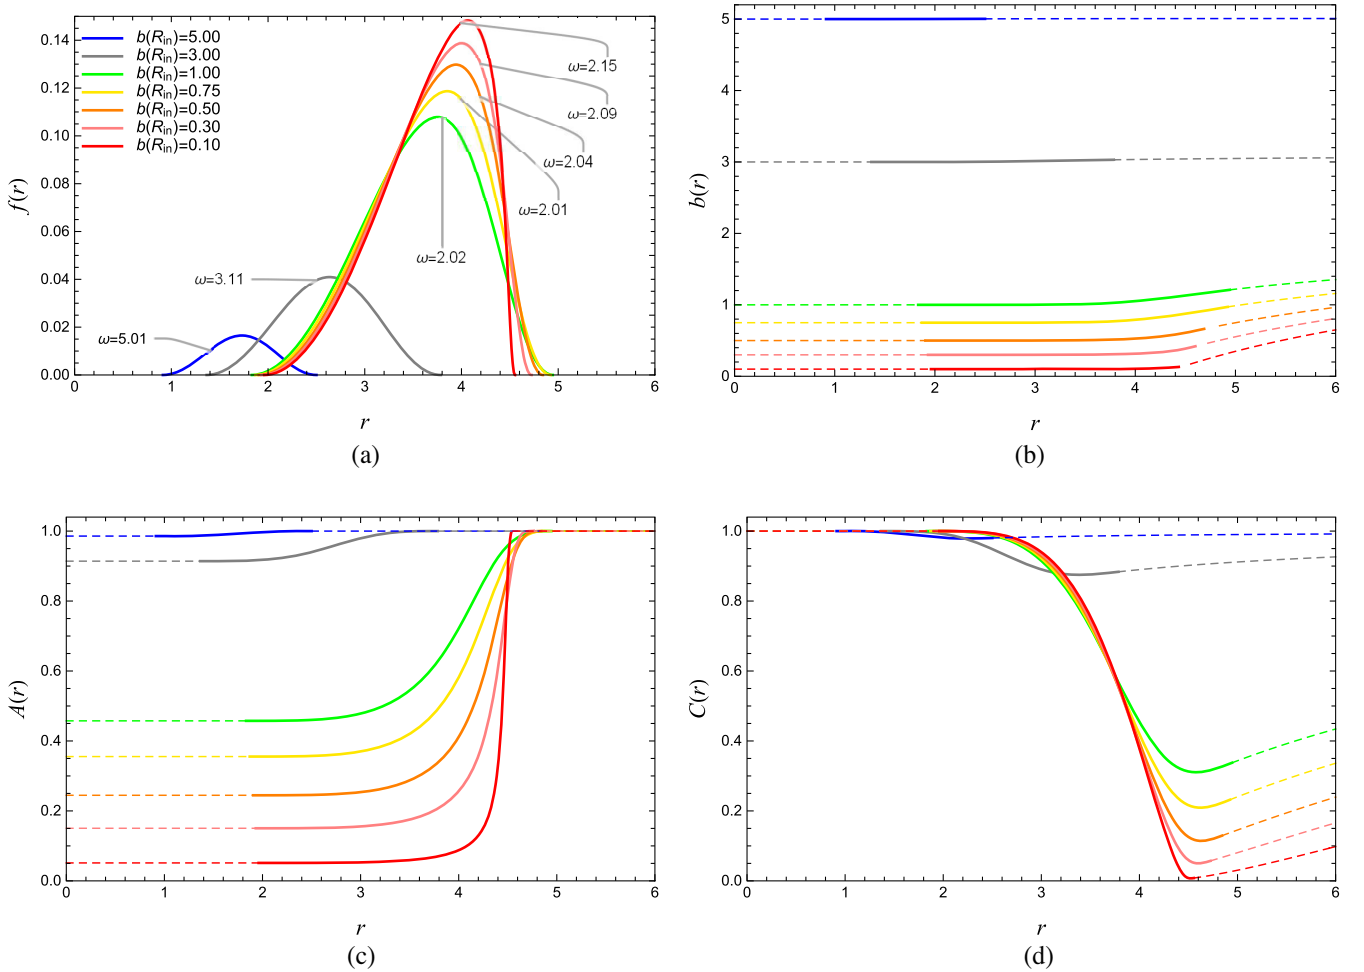 b(R_in)=5.00
b(R_in)=3.00
b(R_in)=1.00
b(R_in)=0.75
b(R_in)=0.50
b(R_in)=0.30
b(R_in)=0.10
ω=2.15
ω=2.09
ω=2.04
ω=2.01
ω=2.02
ω=3.11
ω=5.01
0.14
0.12
0.10
0.08
0.06
0.04
0.02
0.00
f(r)
0 1 2 3 4 5 6
r
(a)
5
4
3
2
1
0
b(r)
0 1 2 3 4 5 6
r
(b)
1.0
0.8
0.6
0.4
0.2
0.0
A(r)
0 1 2 3 4 5 6
r
(c)
1.0
0.8
0.6
0.4
0.2
0.0
C(r)
0 1 2 3 4 5 6
r
(d)